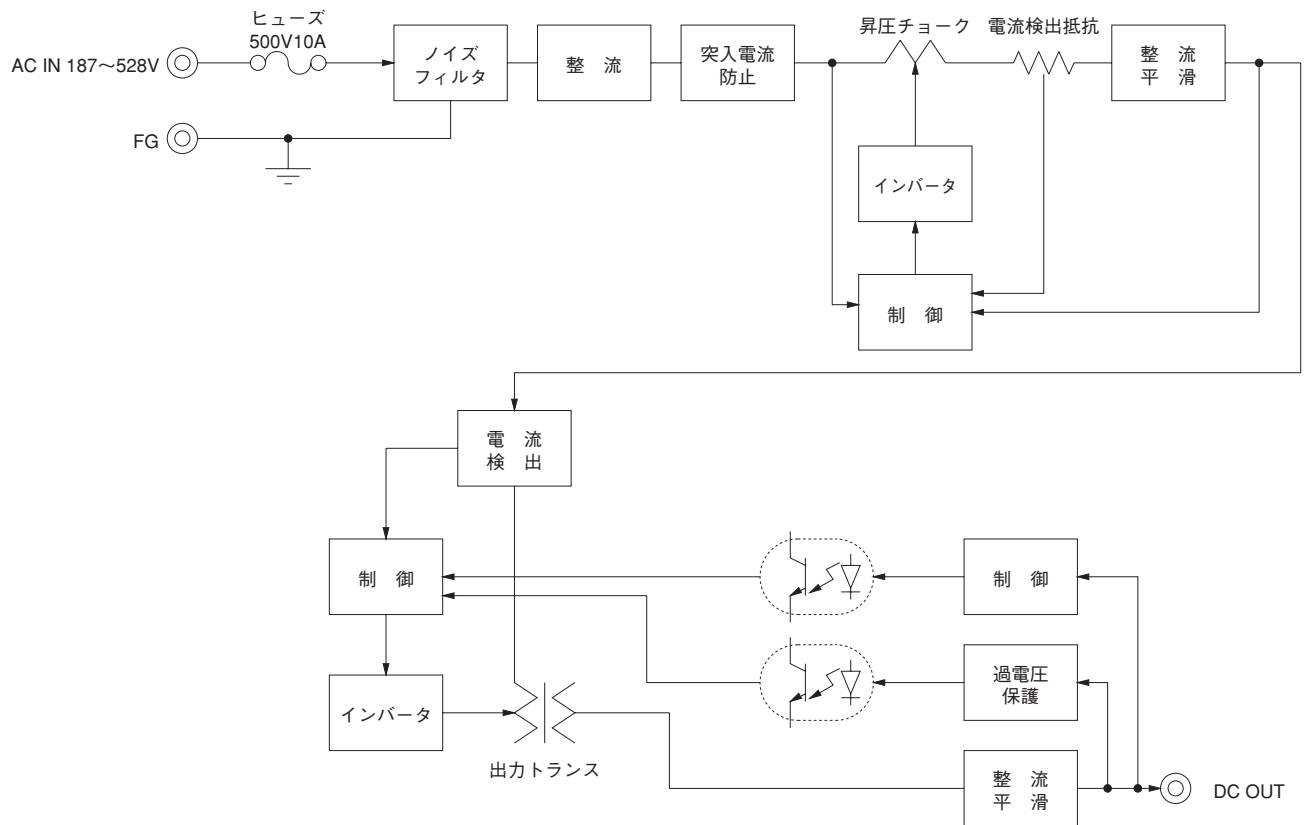 ヒューズ
500V10A
AC IN 187~528V
ノイズ
フィルタ
整 流
突入電流
防止
昇圧チョーク
電流検出抵抗
整 流
平 滑
FG
インバータ
制 御
電 流
検 出
制 御
制 御
過電圧
保護
インバータ
出力トランス
整 流
平 滑
DC OUT